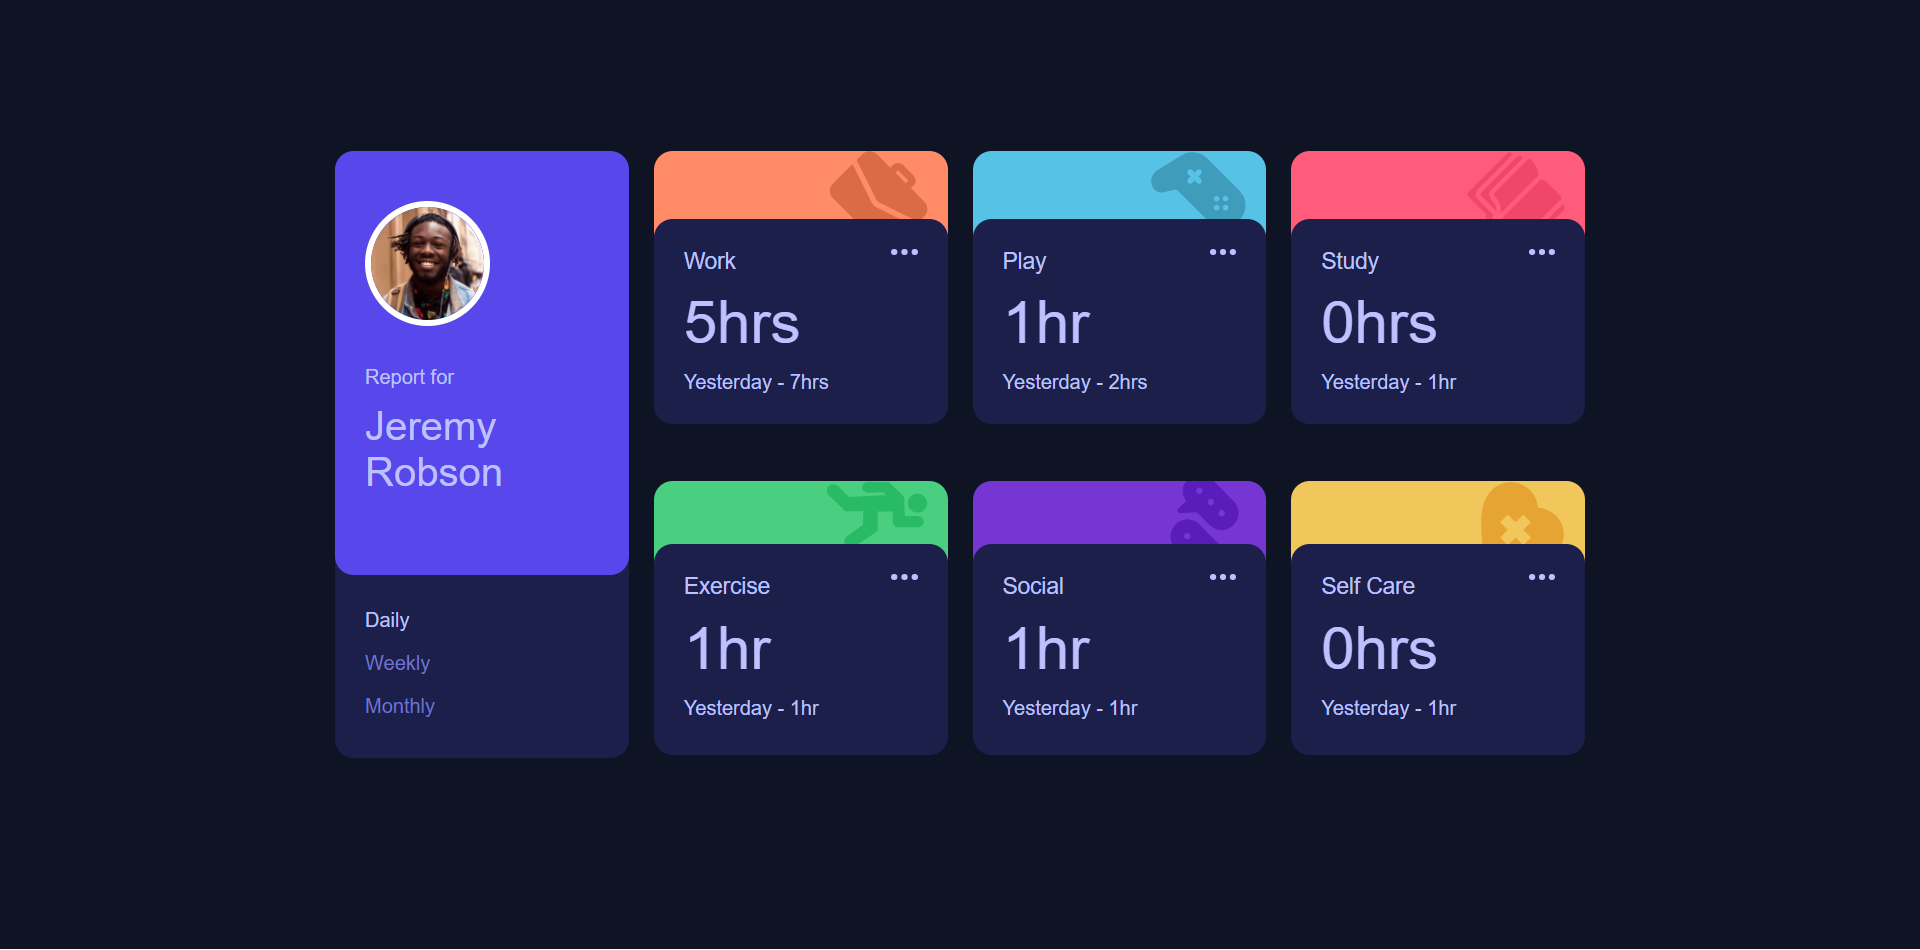 Report for
Jeremy
Robson
Daily
Weekly
Monthly
Work
5hrs
Yesterday - 7hrs
Play
1hr
Yesterday - 2hrs
Study
0hrs
Yesterday - 1hr
Exercise
1hr
Yesterday - 1hr
Social
1hr
Yesterday - 1hr
Self Care
0hrs
Yesterday - 1hr